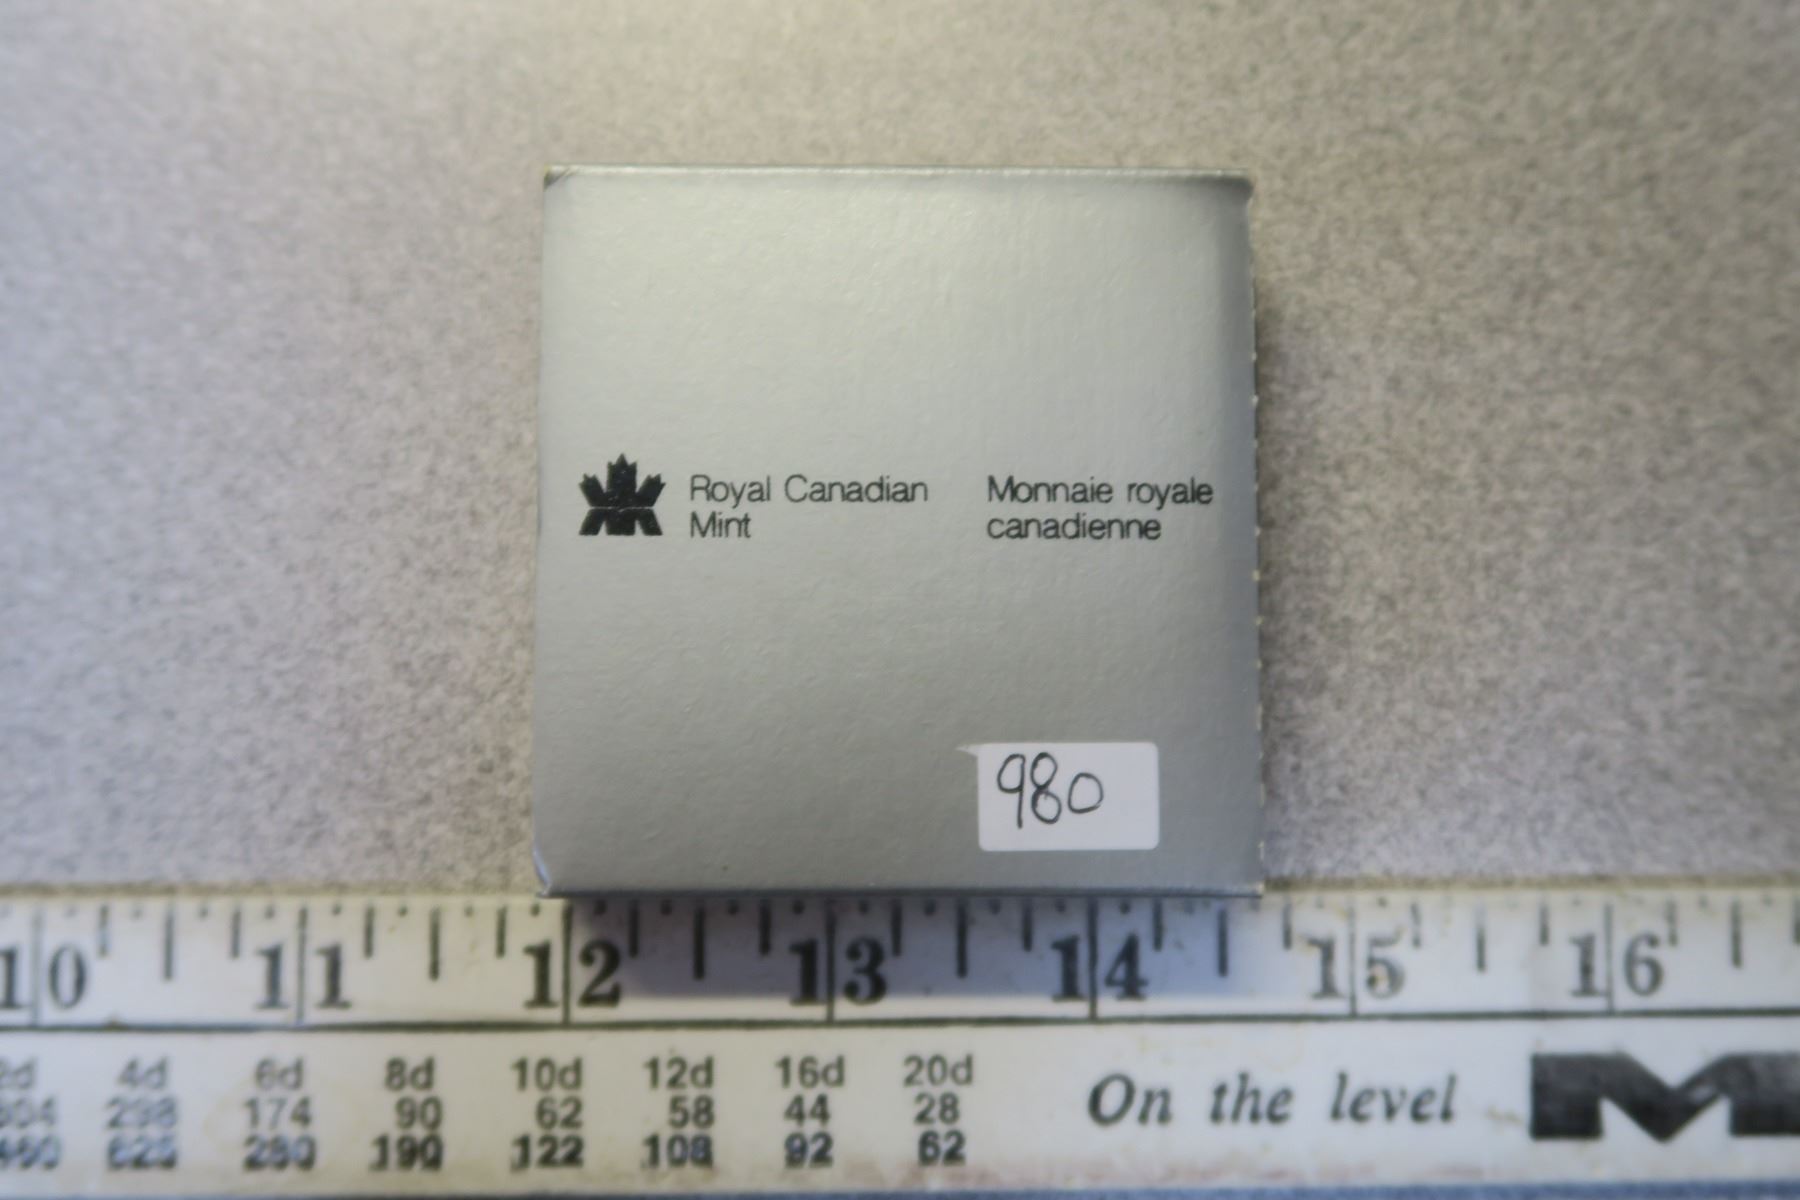 Royal Canadian
Mint
Monnaie royale
canadienne
980
10 11 12 13 14 15 16
4d 6d 8d 10d 12d 16d 20d
298 174 90 62 58 44 28
280 190 122 108 92 62
On the level